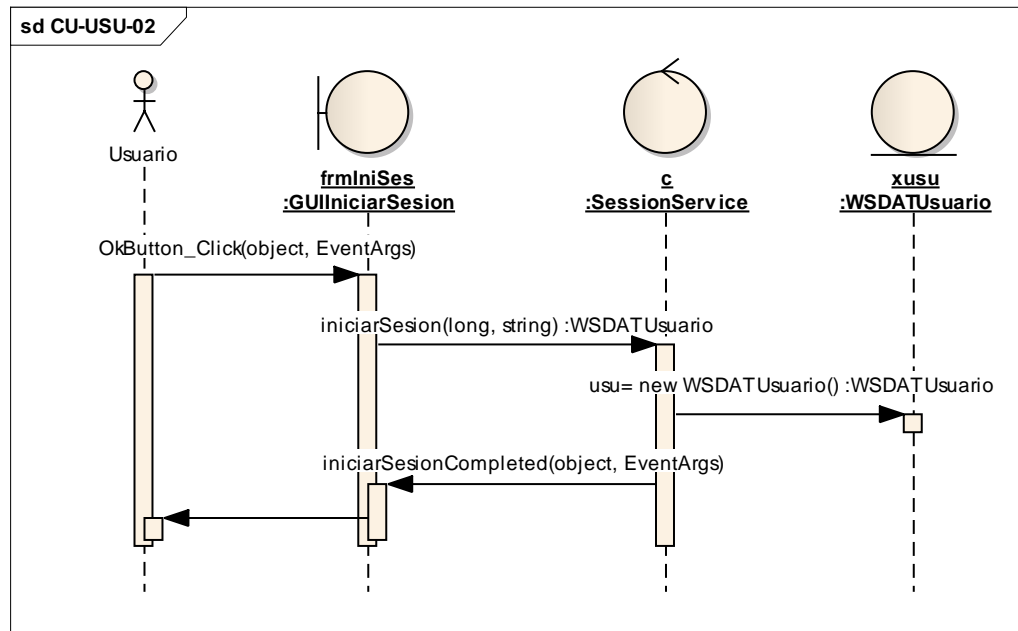 sd CU-USU-02
Usuario
frmIniSes
:GUIIniciarSesion
c
:SessionService
xusu
:WSDATUsuario
OkButton_Click(object, EventArgs)
iniciarSesion(long, string) :WSDATUsuario
usu= new WSDATUsuario() :WSDATUsuario
iniciarSesionCompleted(object, EventArgs)